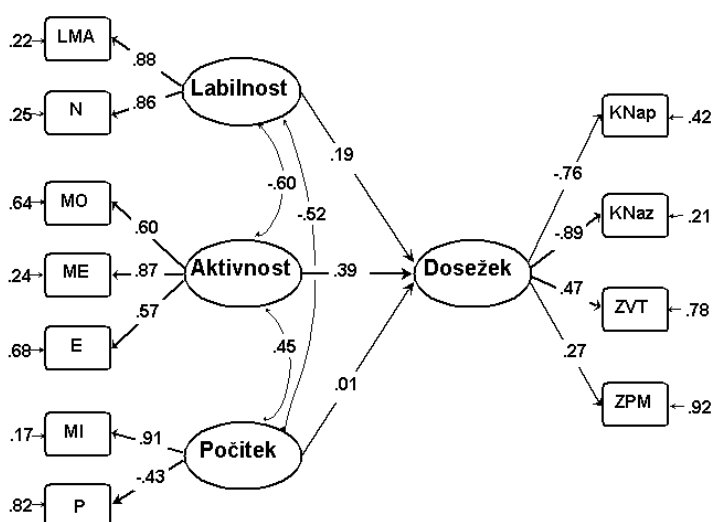 .22
LMA
.88
.25
N
.86
Labilnost
.64
MO
.60
.24
ME
.87
.68
E
.57
Aktivnost
.17
MI
.91
.82
P
-.43
Počitek
-.60
-.52
.45
.19
.39
.01
Dosežek
-.76
KNap
.42
-.89
KNaz
.21
.47
ZVT
.78
.27
ZPM
.92